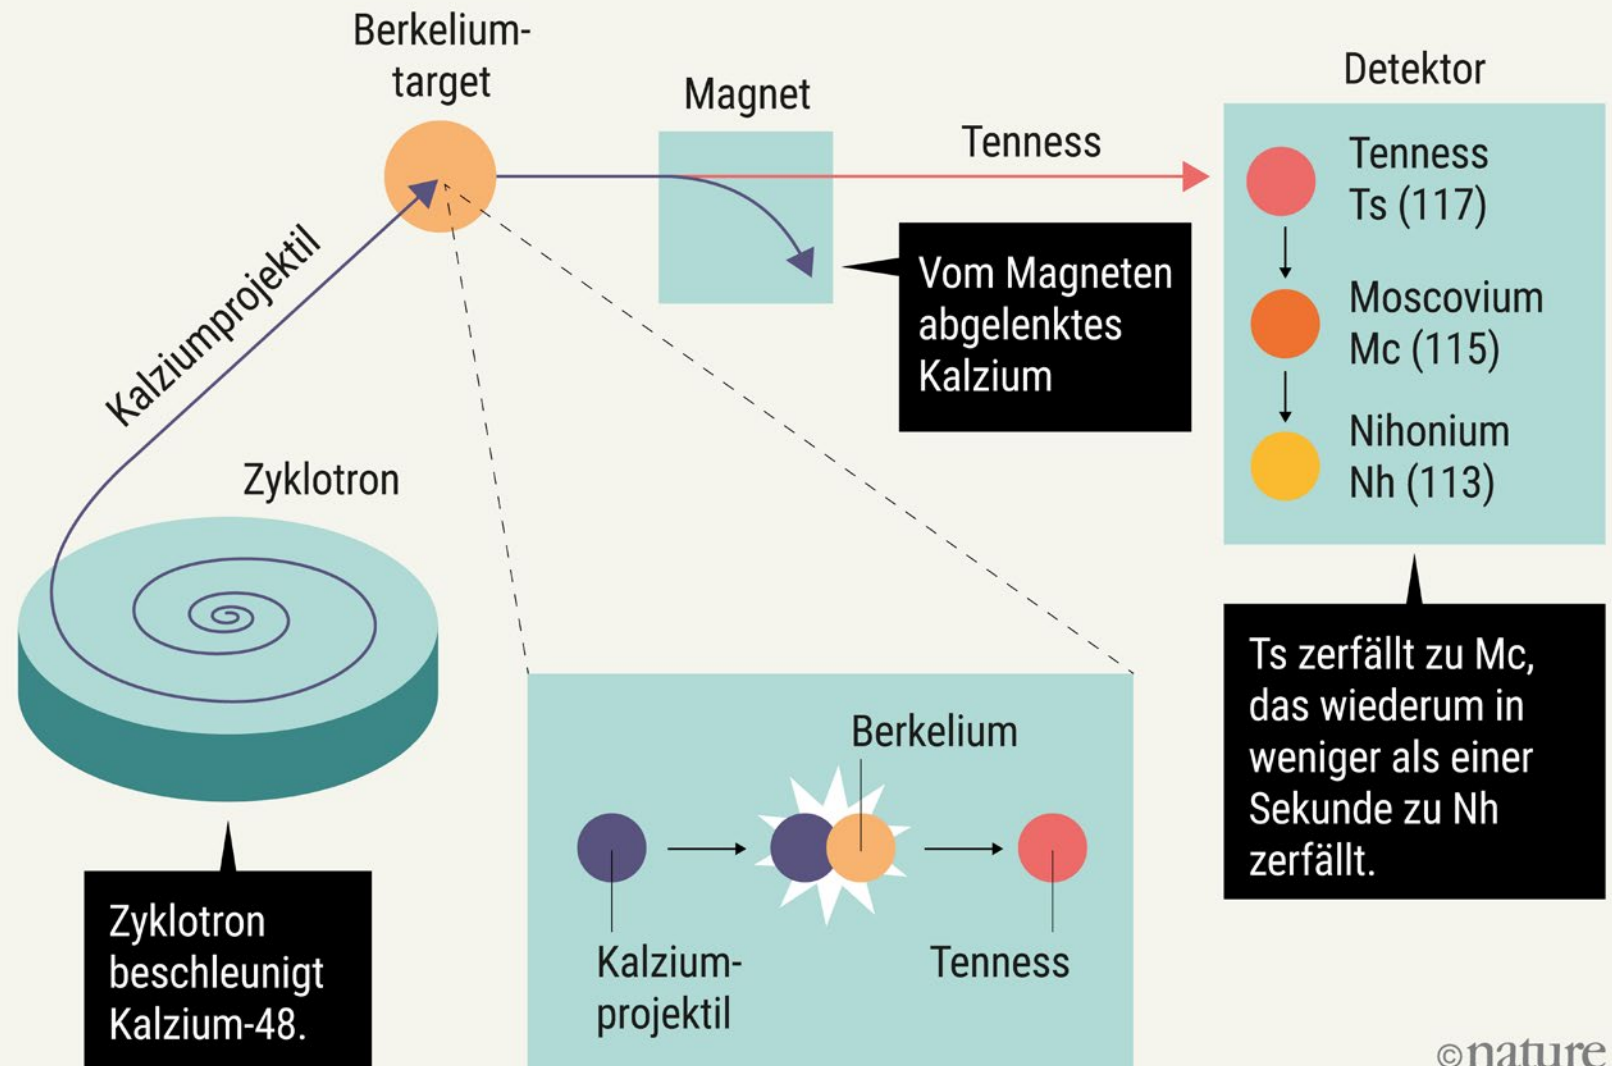 Berkelium-
target
Magnet
Tenness
Detektor
Tenness
Ts (117)
Moscovium
Mc (115)
Nihonium
Nh (113)
Kalziumprojektil
Vom Magneten
abgelenktes
Kalzium
Zyklotron
Ts zerfällt zu Mc,
das wiederum in
weniger als einer
Sekunde zu Nh
zerfällt.
Berkelium
Kalzium-
projektil
Tenness
Zyklotron
beschleunigt
Kalzium-48.
©nature